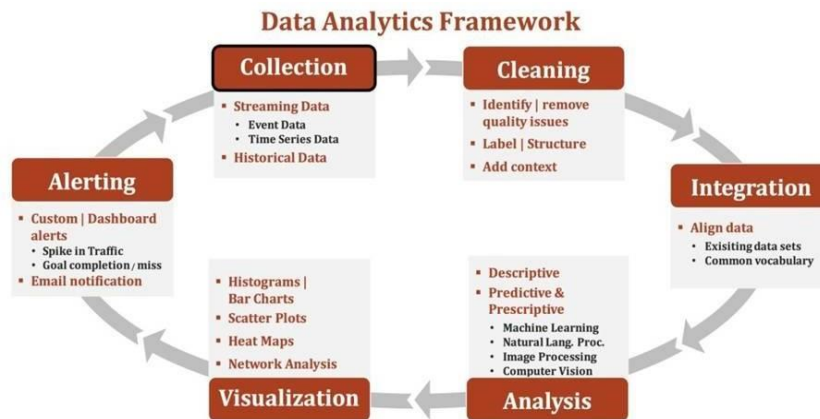 Data Analytics Framework
Collection
Streaming Data
Event Data
Time Series Data
Historical Data
Cleaning
Identify | remove
quality issues
Label | Structure
Add context
Integration
Align data
Exisiting data sets
Common vocabulary
Descriptive
Predictive &
Prescriptive
Machine Learning
Natural Lang. Proc.
Image Processing
Computer Vision
Analysis
Histograms |
Bar Charts
Scatter Plots
Heat Maps
Network Analysis
Visualization
Alerting
Custom | Dashboard
alerts
Spike in Traffic
Goal completion / miss
Email notification